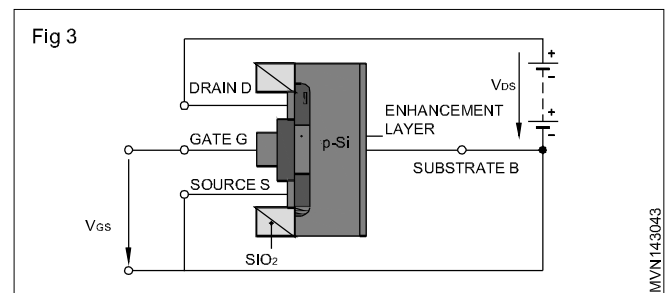 Fig 3
DRAIN D
VDS
+
-
+
-
ENHANCEMENT
LAYER
GATE G
p-Si
SUBSTRATE B
SOURCE S
VGS
SIO2
MVN143043